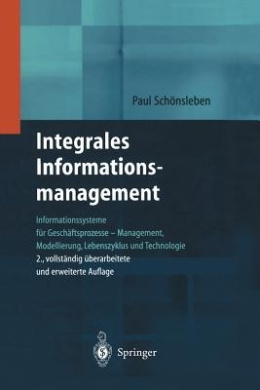 Paul Schönsleben
Integrales
Informations-
management
Informationssysteme
für Geschäftsprozesse – Management,
Modellierung, Lebenszyklus und Technologie
2., vollständig überarbeitete
und erweiterte Auflage
Springer